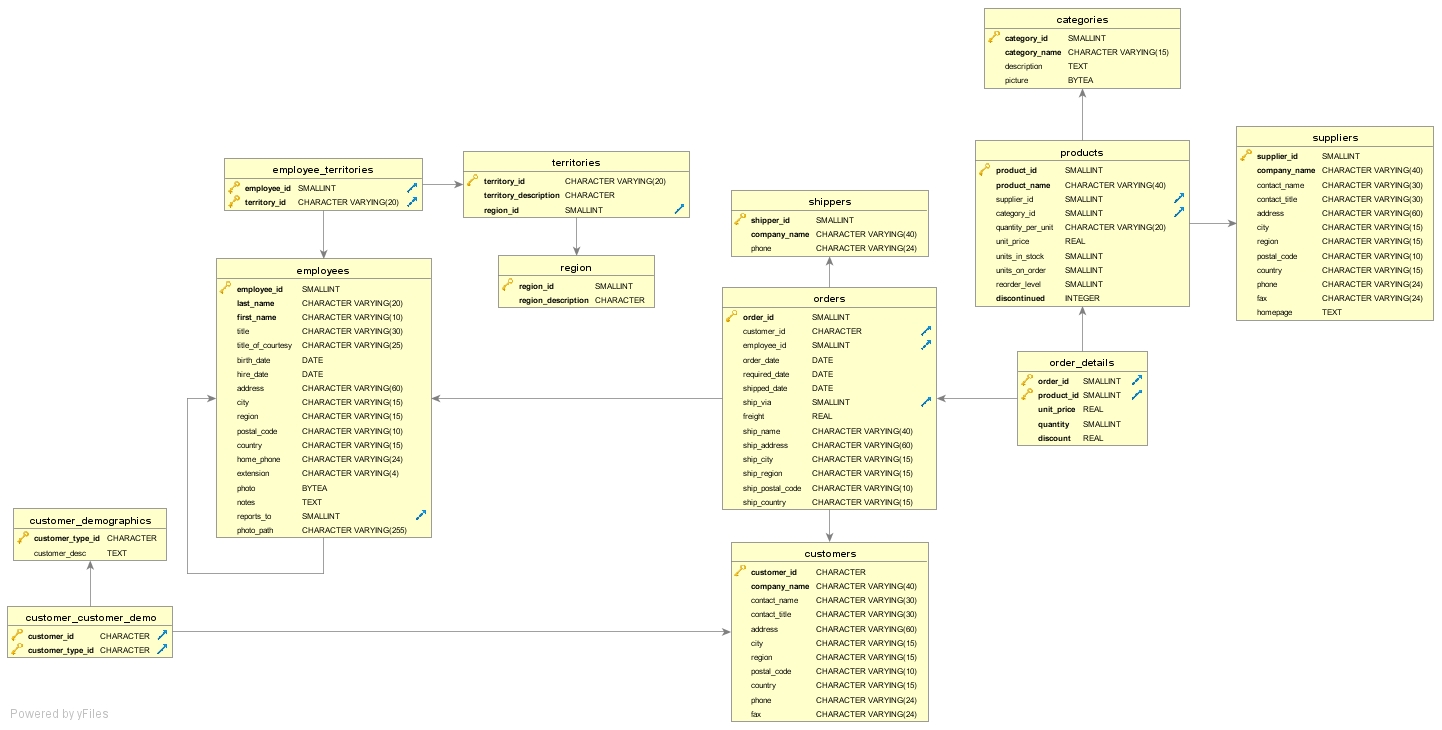 categories
category_id SMALLINT
category_name CHARACTER VARYING(15)
description TEXT
picture BYTEA
suppliers
supplier_id SMALLINT
company_name CHARACTER VARYING(40)
contact_name CHARACTER VARYING(30)
contact_title CHARACTER VARYING(30)
address CHARACTER VARYING(60)
city CHARACTER VARYING(15)
region CHARACTER VARYING(15)
postal_code CHARACTER VARYING(10)
country CHARACTER VARYING(15)
phone CHARACTER VARYING(24)
fax CHARACTER VARYING(24)
homepage TEXT
products
product_id SMALLINT
product_name CHARACTER VARYING(40)
supplier_id SMALLINT
category_id SMALLINT
quantity_per_unit CHARACTER VARYING(20)
unit_price REAL
units_in_stock SMALLINT
units_on_order SMALLINT
reorder_level SMALLINT
discontinued INTEGER
employee_territories
employee_id SMALLINT
territory_id CHARACTER VARYING(20)
territories
territory_id CHARACTER VARYING(20)
territory_description CHARACTER
region_id SMALLINT
shippers
shipper_id SMALLINT
company_name CHARACTER VARYING(40)
phone CHARACTER VARYING(24)
employees
employee_id SMALLINT
last_name CHARACTER VARYING(20)
first_name CHARACTER VARYING(10)
title CHARACTER VARYING(30)
title_of_courtesy CHARACTER VARYING(25)
birth_date DATE
hire_date DATE
address CHARACTER VARYING(60)
city CHARACTER VARYING(15)
region CHARACTER VARYING(15)
postal_code CHARACTER VARYING(10)
country CHARACTER VARYING(15)
home_phone CHARACTER VARYING(24)
extension CHARACTER VARYING(4)
photo BYTEA
notes TEXT
reports_to SMALLINT
photo_path CHARACTER VARYING(255)
region
region_id SMALLINT
region_description CHARACTER
orders
order_id SMALLINT
customer_id CHARACTER
employee_id SMALLINT
order_date DATE
required_date DATE
shipped_date DATE
ship_via SMALLINT
freight REAL
ship_name CHARACTER VARYING(40)
ship_address CHARACTER VARYING(60)
ship_city CHARACTER VARYING(15)
ship_region CHARACTER VARYING(15)
ship_postal_code CHARACTER VARYING(10)
ship_country CHARACTER VARYING(15)
order_details
order_id SMALLINT
product_id SMALLINT
unit_price REAL
quantity SMALLINT
discount REAL
customer_demographics
customer_type_id CHARACTER
customer_desc TEXT
customers
customer_id CHARACTER
company_name CHARACTER VARYING(40)
contact_name CHARACTER VARYING(30)
contact_title CHARACTER VARYING(30)
address CHARACTER VARYING(60)
city CHARACTER VARYING(15)
region CHARACTER VARYING(15)
postal_code CHARACTER VARYING(10)
country CHARACTER VARYING(15)
phone CHARACTER VARYING(24)
fax CHARACTER VARYING(24)
customer_customer_demo
customer_id CHARACTER
customer_type_id CHARACTER
Powered by yFiles